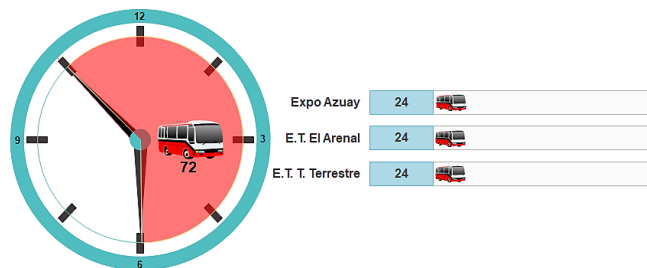 12
3
6
9
72
Expo Azuay 24
E.T. El Arenal 24
E.T. T. Terrestre 24